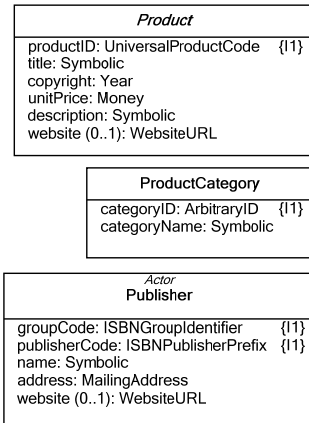 Product
productID: UniversalProductCode {I1}
title: Symbolic
copyright: Year
unitPrice: Money
description: Symbolic
website (0..1): WebsiteURL
ProductCategory
categoryID: ArbitraryID {I1}
categoryName: Symbolic
Actor
Publisher
groupCode: ISBNGroupIdentifier {I1}
publisherCode: ISBNPublisherPrefix {I1}
name: Symbolic
address: MailingAddress
website (0..1): WebsiteURL